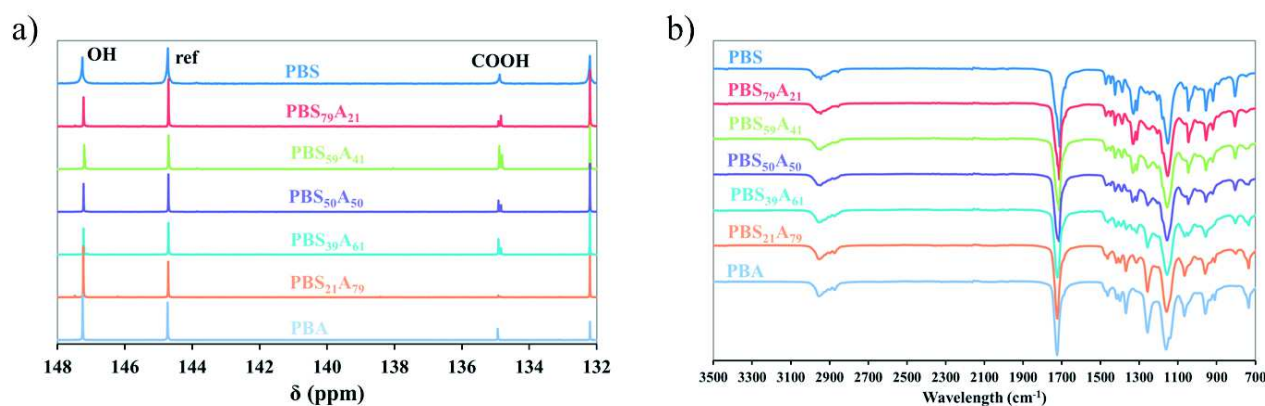 a)
OH
ref
COOH
PBS
PBS₇₉A₂₁
PBS₅₉A₄₁
PBS₅₀A₅₀
PBS₃₉A₆₁
PBS₂₁A₇₉
PBA
148 146 144 142 140 138 136 134 132
δ (ppm)
b)
PBS
PBS₇₉A₂₁
PBS₅₉A₄₁
PBS₅₀A₅₀
PBS₃₉A₆₁
PBS₂₁A₇₉
PBA
3500 3300 3100 2900 2700 2500 2300 2100 1900 1700 1500 1300 1100 900 700
Wavelength (cm⁻¹)